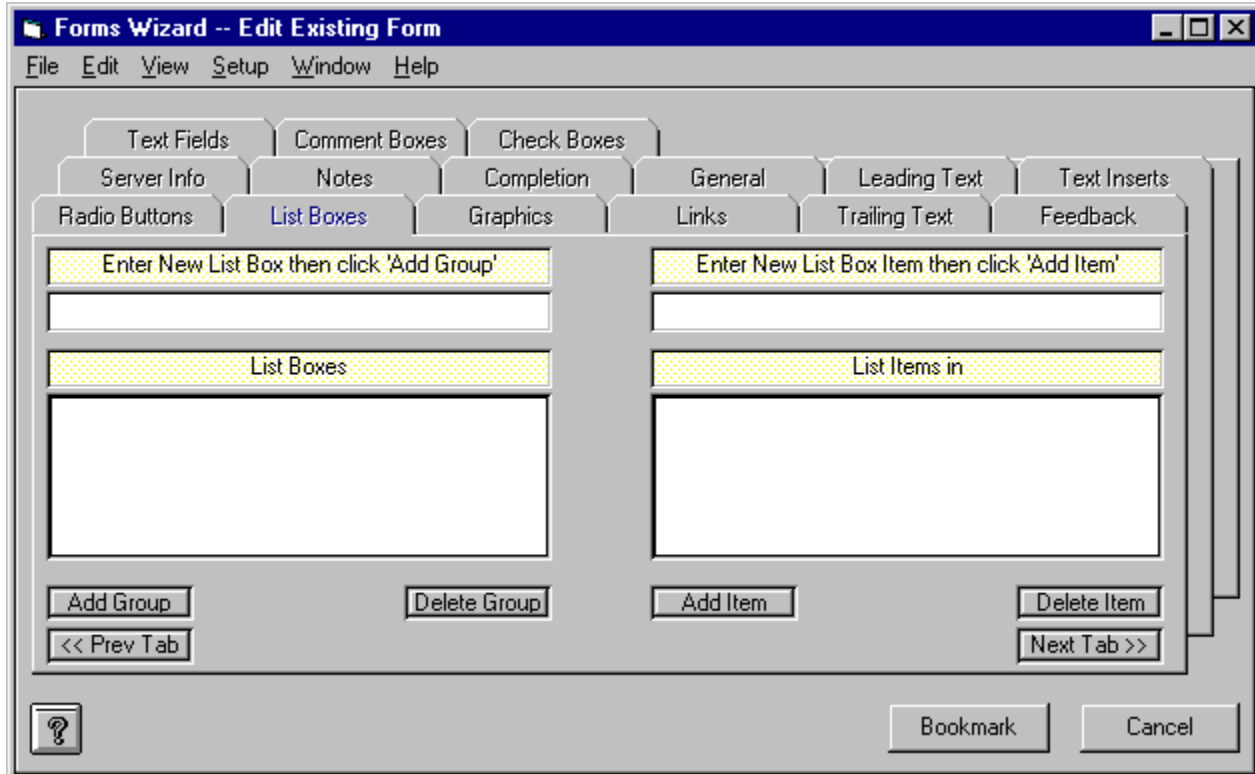 Forms Wizard -- Edit Existing Form
File Edit View Setup Window Help
Text Fields Comment Boxes Check Boxes
Server Info Notes Completion General Leading Text Text Inserts
Radio Buttons List Boxes Graphics Links Trailing Text Feedback
Enter New List Box then click 'Add Group' Enter New List Box Item then click 'Add Item'
List Boxes List Items in
Add Group Delete Group Add Item Delete Item
<< Prev Tab Next Tab >>
? Bookmark Cancel